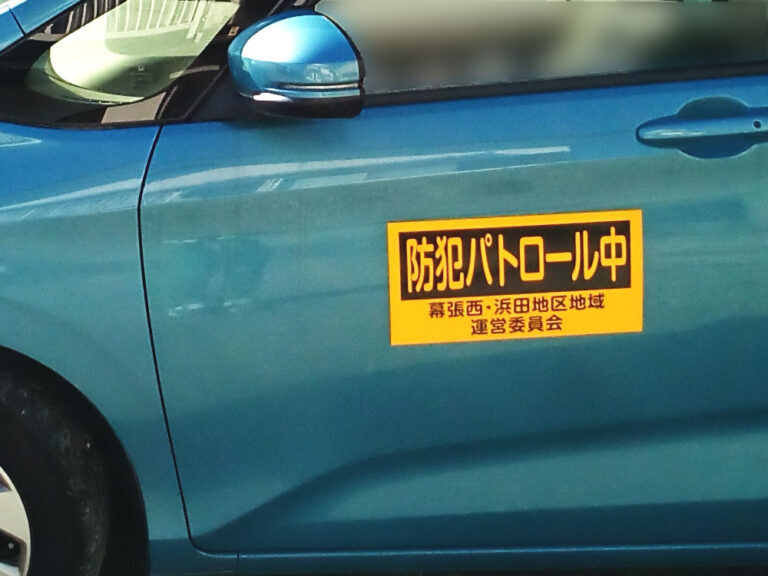 防犯パトロール中
幕張西・浜田地区地域
運営委員会